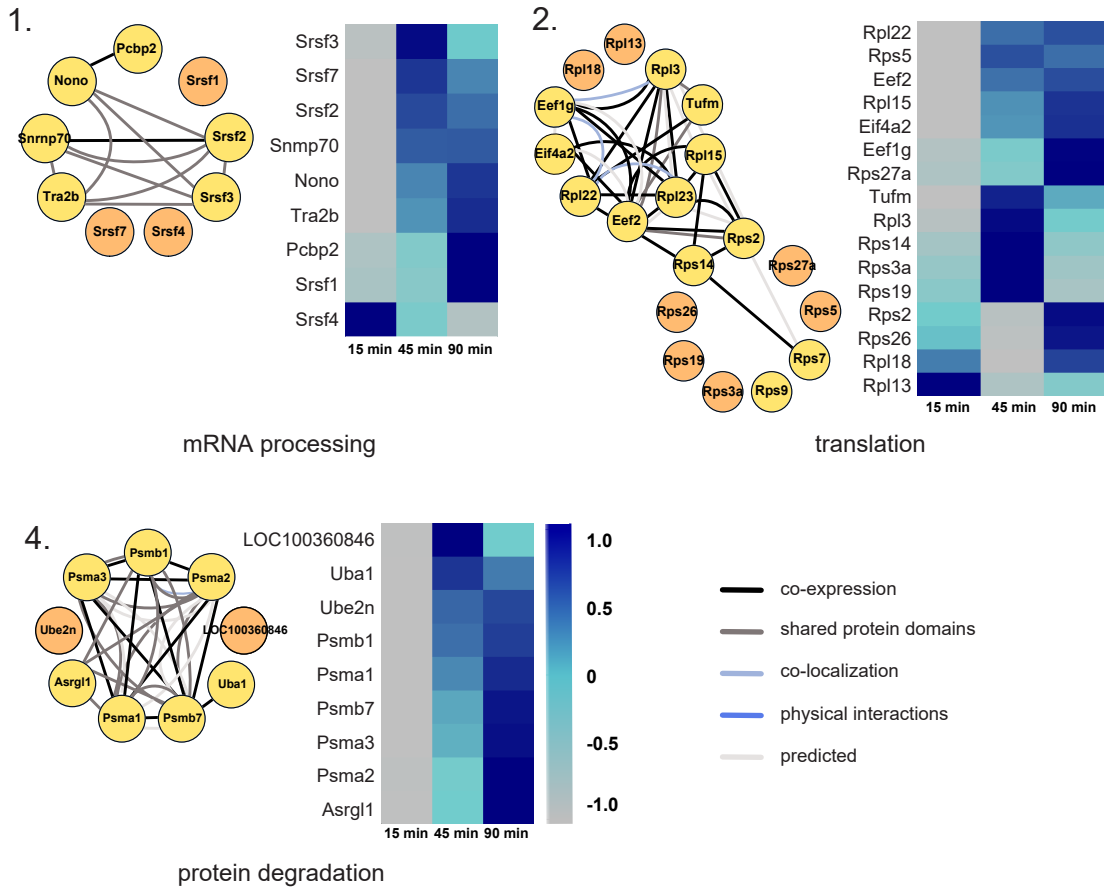 1.
Pcbp2
Nono
Srsf1
Snrnp70
Srsf2
Tra2b
Srsf3
Srsf7
Srsf4
Srsf3
Srsf7
Srsf2
Snmp70
Nono
Tra2b
Pcbp2
Srsf1
Srsf4
15 min 45 min 90 min
mRNA processing
2.
Rpl13
Rpl18
Rpl3
Eef1g
Tufm
Eif4a2
Rpl15
Rpl22
Rpl23
Eef2
Rps2
Rps14
Rps27a
Rps26
Rps5
Rps19
Rps7
Rps3a
Rps9
Rpl22
Rps5
Eef2
Rpl15
Eif4a2
Eef1g
Rps27a
Tufm
Rpl3
Rps14
Rps3a
Rps19
Rps2
Rps26
Rpl18
Rpl13
15 min 45 min 90 min
translation
4.
Psmb1
Psma3
Psma2
Ube2n
LOC100360846
Asrgl1
Uba1
Psma1
Psmb7
LOC100360846
Uba1
Ube2n
Psmb1
Psma1
Psmb7
Psma3
Psma2
Asrgl1
15 min 45 min 90 min
1.0
0.5
0
-0.5
-1.0
protein degradation
co-expression
shared protein domains
co-localization
physical interactions
predicted